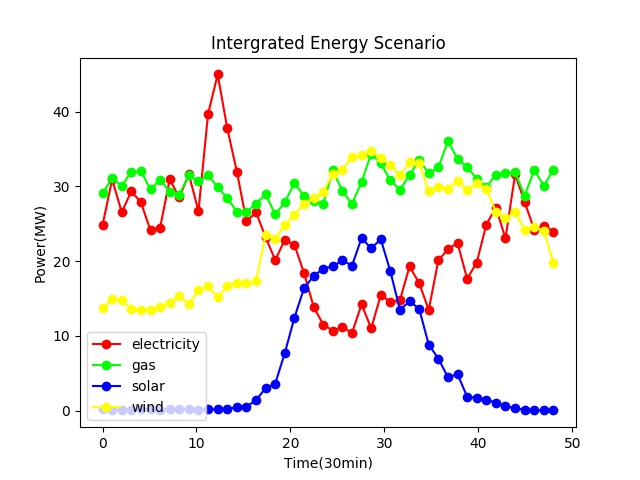 Intergrated Energy Scenario
Power(MW)
40
30
20
10
0
electricity
gas
solar
wind
0 10 20 30 40 50
Time(30min)